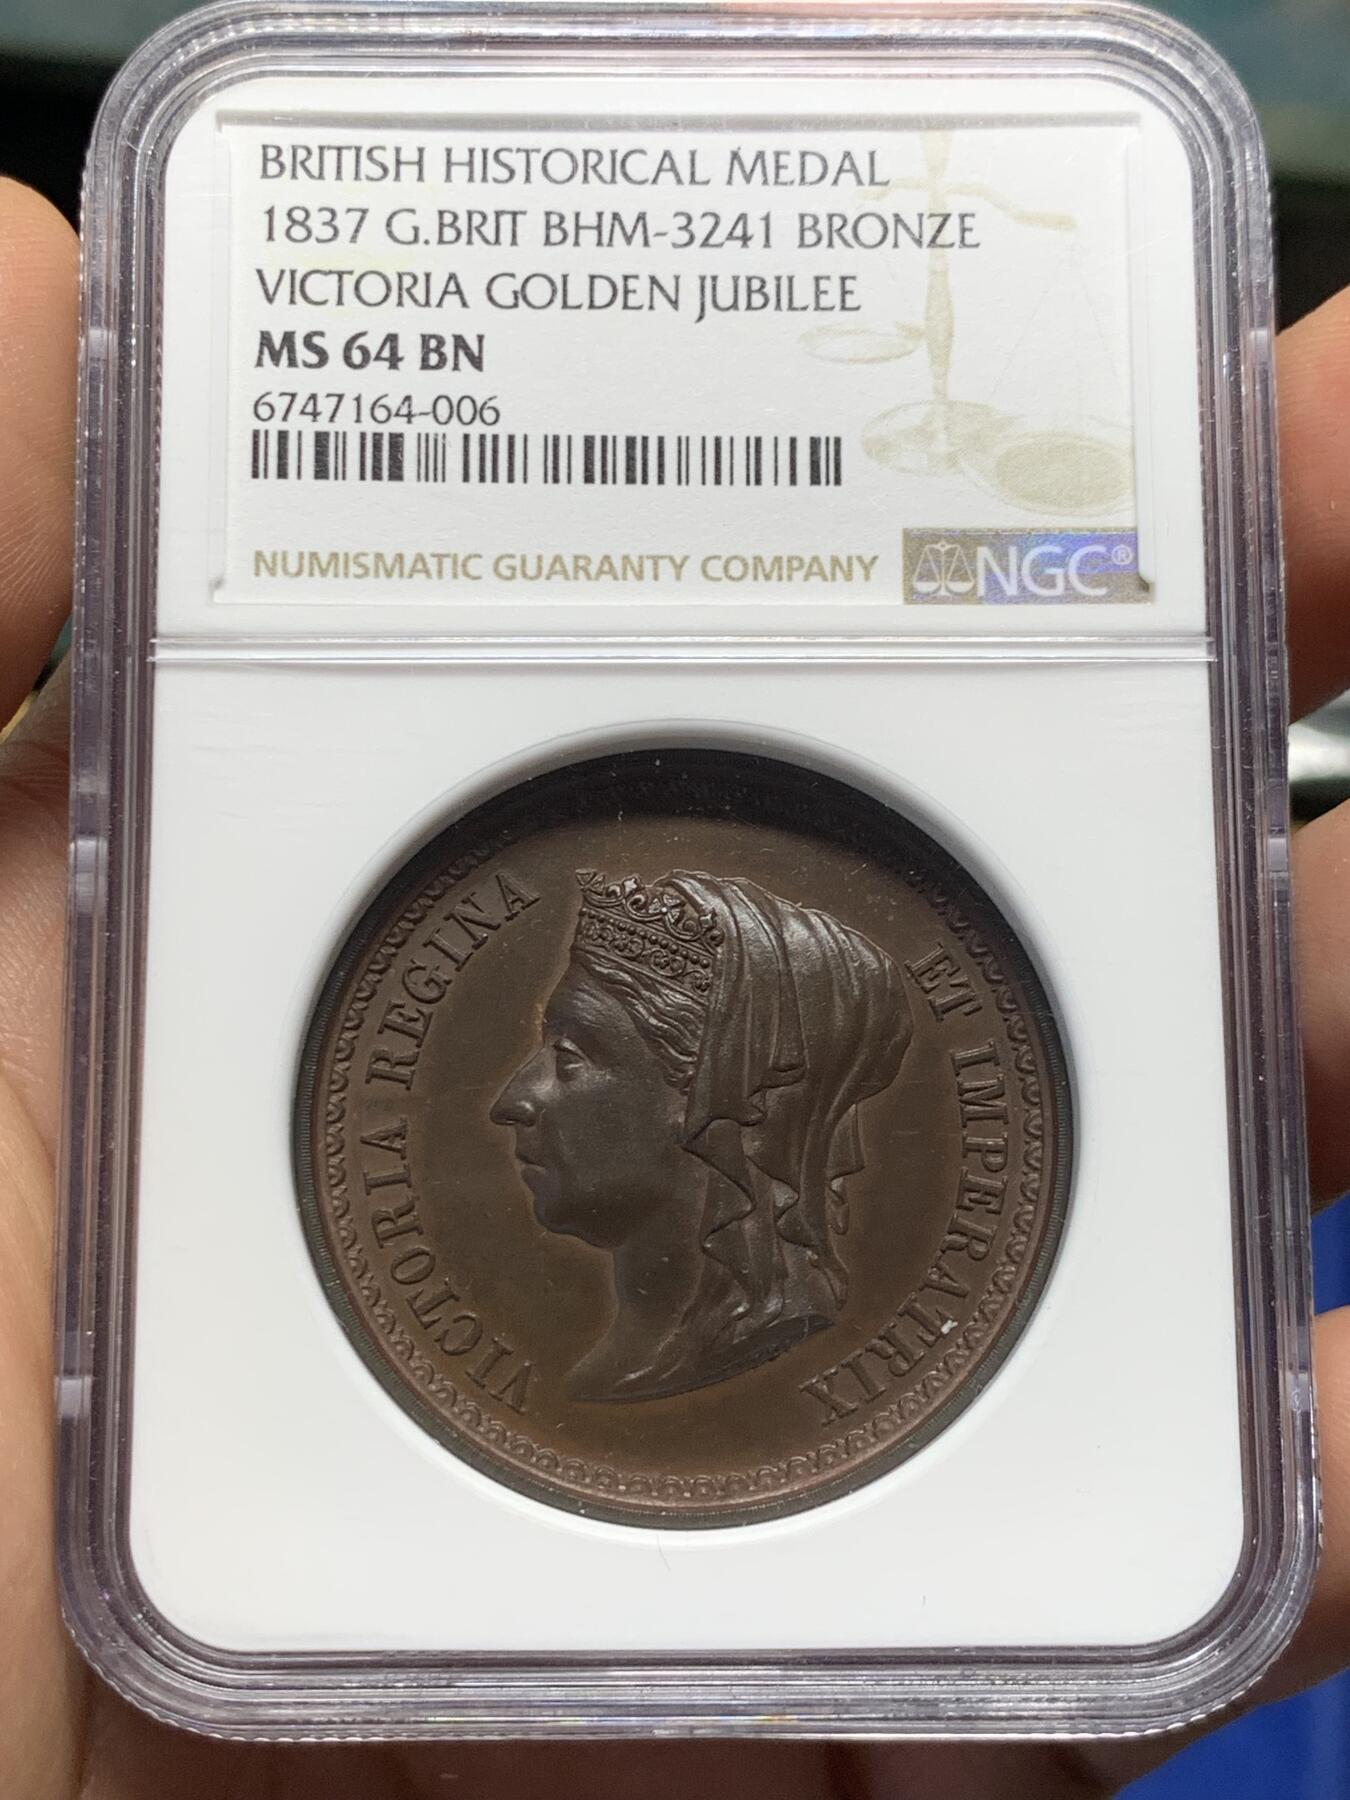 BRITISH HISTORICAL MEDAL
1837 G.BRIT BHM-3241 BRONZE
VICTORIA GOLDEN JUBILEE
MS 64 BN
6747164-006
NUMISMATIC GUARANTY COMPANY
NGC®
VICTORIA REGINA
ET IMPERATRIX